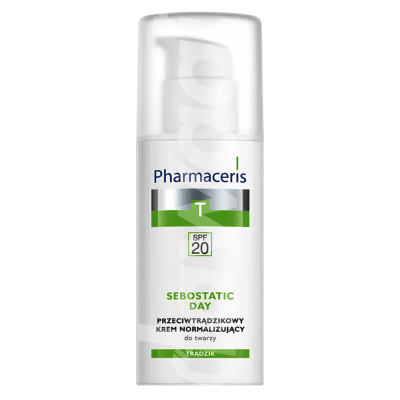 Pharmaceris
T
SPF
20
SEBOSTATIC
DAY
PRZECIWTRĄDZIKOWY
KREM NORMALIZUJĄCY
do twarzy
TRĄDZIK